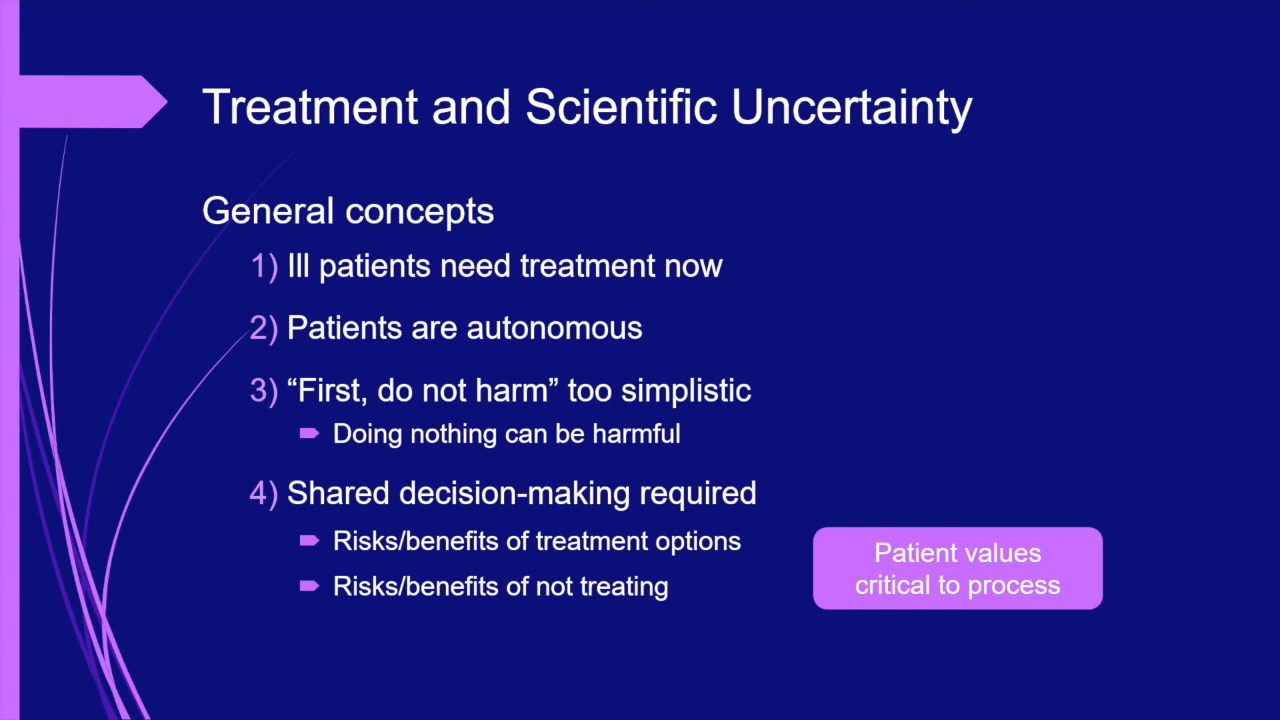 Treatment and Scientific Uncertainty
General concepts
1) Ill patients need treatment now
2) Patients are autonomous
3) “First, do not harm” too simplistic
Doing nothing can be harmful
4) Shared decision-making required
Risks/benefits of treatment options
Risks/benefits of not treating
Patient values
critical to process